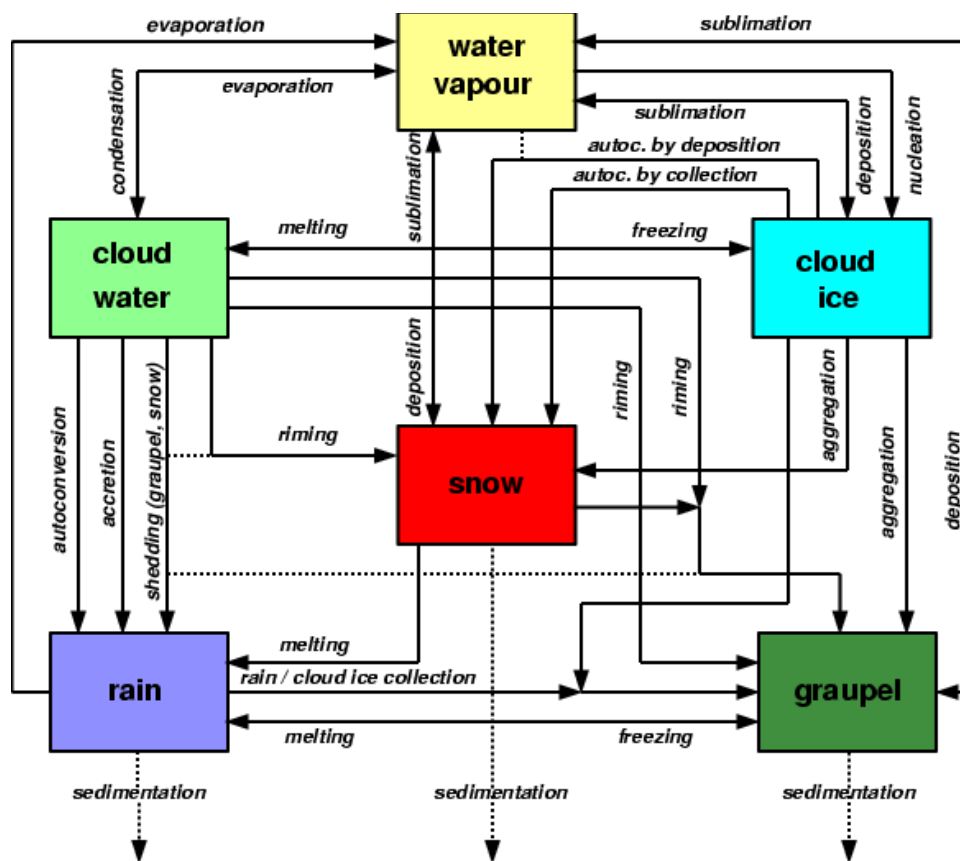 evaporation
water
vapour
sublimation
evaporation
sublimation
condensation
sublimation
autoc. by deposition
autoc. by collection
deposition
nucleation
cloud
water
melting
freezing
cloud
ice
deposition
riming
riming
riming
snow
aggregation
aggregation
deposition
autoconversion
accretion
shedding (graupel, snow)
melting
rain
rain / cloud ice collection
graupel
melting
freezing
sedimentation
sedimentation
sedimentation